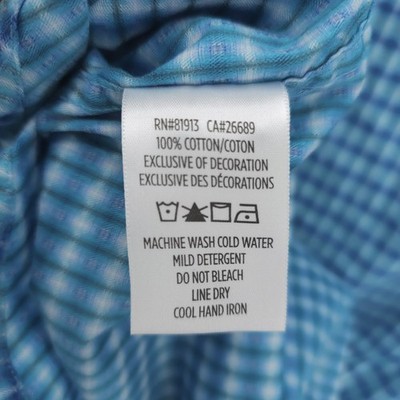 RN#81913 CA#26689
100% COTTON/COTON
EXCLUSIVE OF DECORATION
EXCLUSIVE DES DÉCORATIONS
MACHINE WASH COLD WATER
MILD DETERGENT
DO NOT BLEACH
LINE DRY
COOL HAND IRON